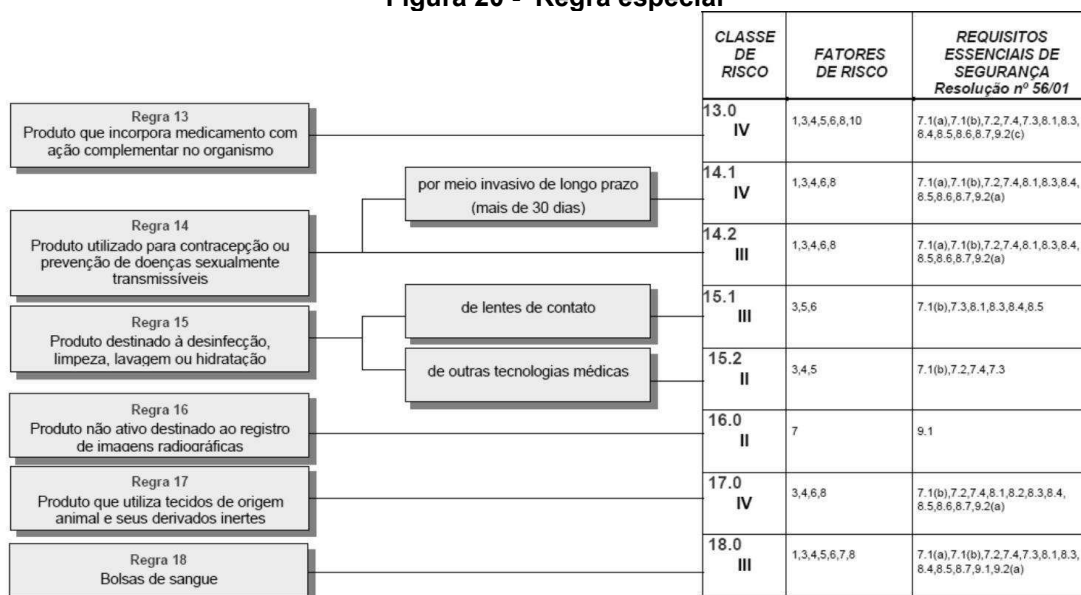 Figura 20 - Regra especial
CLASSE
DE
RISCO
FATORES
DE RISCO
REQUISITOS
ESSENCIAIS DE
SEGURANÇA
Resolução nº 56/01
Regra 13
Produto que incorpora medicamento com
ação complementar no organismo
13.0
IV
1,3,4,5,6,8,10
7.1(a),7.1(b),7.2,7.4,7.3,8.1,8.3,
8.4,8.5,8.6,8.7,9.2(c)
por meio invasivo de longo prazo
(mais de 30 dias)
14.1
IV
1,3,4,6,8
7.1(a),7.1(b),7.2,7.4,8.1,8.3,8.4,
8.5,8.6,8.7,9.2(a)
Regra 14
Produto utilizado para contracepção ou
prevenção de doenças sexualmente
transmissíveis
14.2
III
1,3,4,6,8
7.1(a),7.1(b),7.2,7.4,8.1,8.3,8.4,
8.5,8.6,8.7,9.2(a)
Regra 15
Produto destinado à desinfecção,
limpeza, lavagem ou hidratação
de lentes de contato
15.1
III
3,5,6
7.1(b),7.3,8.1,8.3,8.4,8.5
de outras tecnologias médicas
15.2
II
3,4,5
7.1(b),7.2,7.4,7.3
Regra 16
Produto não ativo destinado ao registro
de imagens radiográficas
16.0
II
7
9.1
Regra 17
Produto que utiliza tecidos de origem
animal e seus derivados inertes
17.0
IV
3,4,6,8
7.1(b),7.2,7.4,8.1,8.2,8.3,8.4,
8.5,8.6,8.7,9.2(a)
Regra 18
Bolsas de sangue
18.0
III
1,3,4,5,6,7,8
7.1(a),7.1(b),7.2,7.4,7.3,8.1,8.3,
8.4,8.5,8.7,9.1,9.2(a)